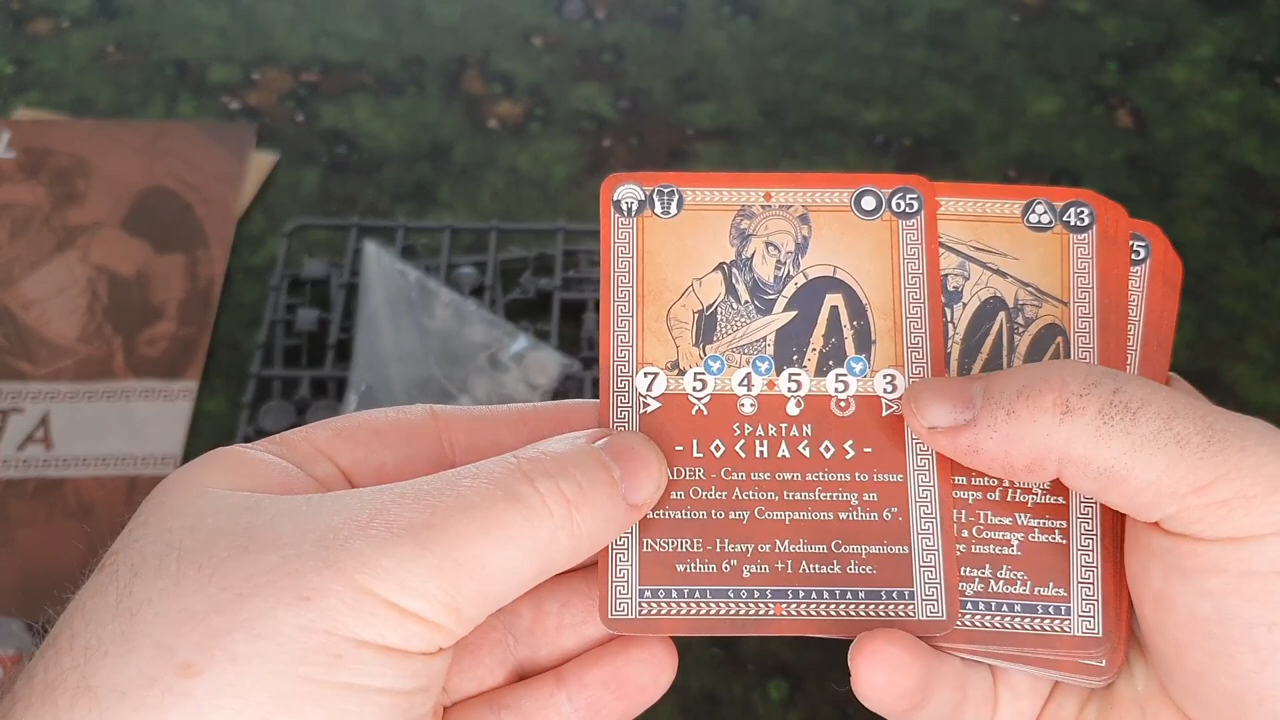 L
TA
65
7 5 4 5 5 3
SPARTAN
-LOCHAGOS-
ADER - Can use own actions to issue
an Order Action, transferring an
activation to any Companions within 6".
INSPIRE - Heavy or Medium Companions
within 6" gain +1 Attack dice.
MORTAL GODS SPARTAN SET
43
m into a single
oups of Hoplites.
H - These Warriors
a Courage check,
ge instead.
ttack dice.
ngle Model rules.
ARTAN SET
5